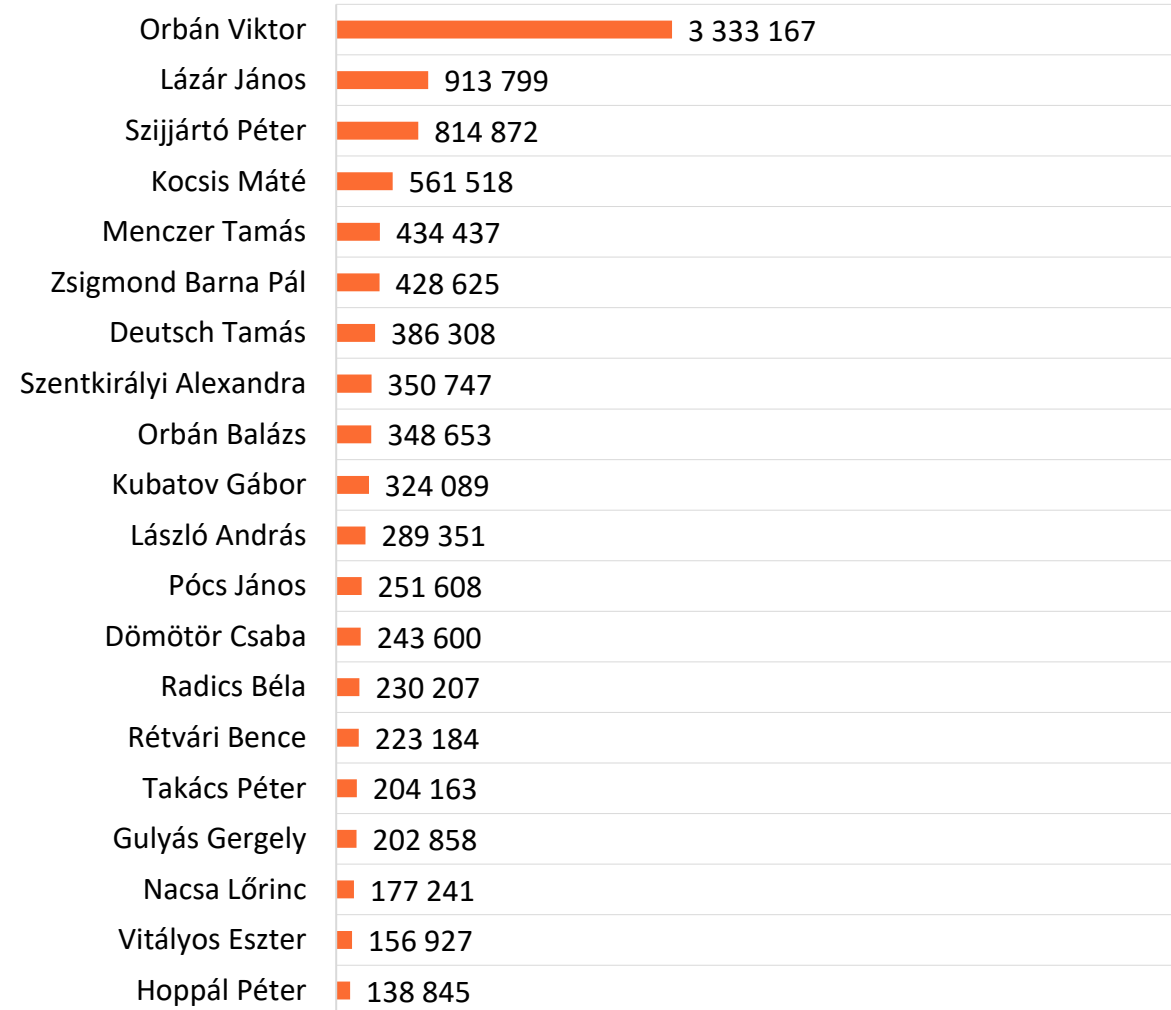 Orbán Viktor 3 333 167
Lázár János 913 799
Szijjártó Péter 814 872
Kocsis Máté 561 518
Menczer Tamás 434 437
Zsigmond Barna Pál 428 625
Deutsch Tamás 386 308
Szentkirályi Alexandra 350 747
Orbán Balázs 348 653
Kubatov Gábor 324 089
László András 289 351
Pócs János 251 608
Dömötör Csaba 243 600
Radics Béla 230 207
Rétvári Bence 223 184
Takács Péter 204 163
Gulyás Gergely 202 858
Nacsa Lőrinc 177 241
Vitályos Eszter 156 927
Hoppál Péter 138 845